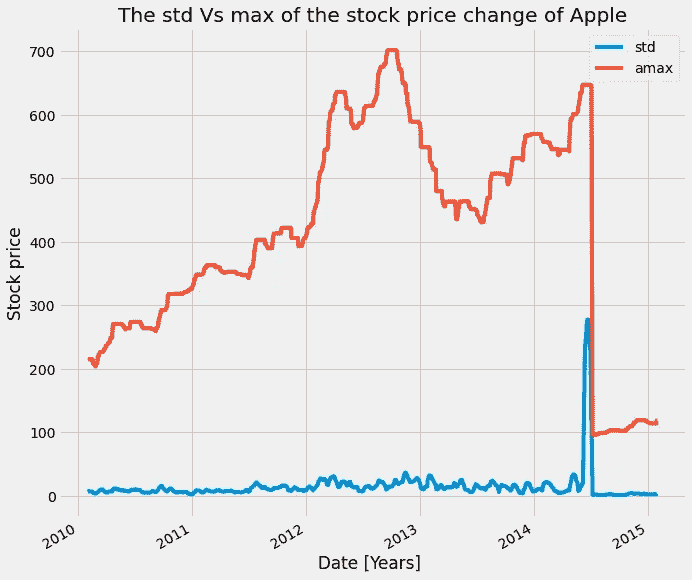 The std Vs max of the stock price change of Apple
std
amax
700
600
500
400
300
200
100
0
Stock price
2010
2011
2012
2013
2014
2015
Date [Years]